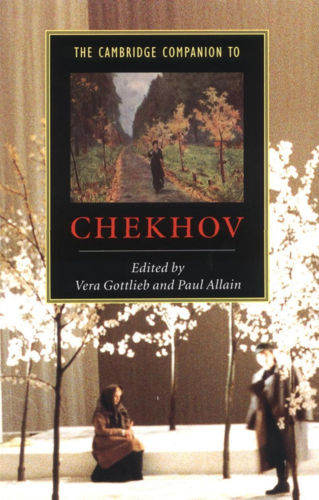 THE CAMBRIDGE COMPANION TO
CHEKHOV
Edited by
Vera Gottlieb and Paul Allain